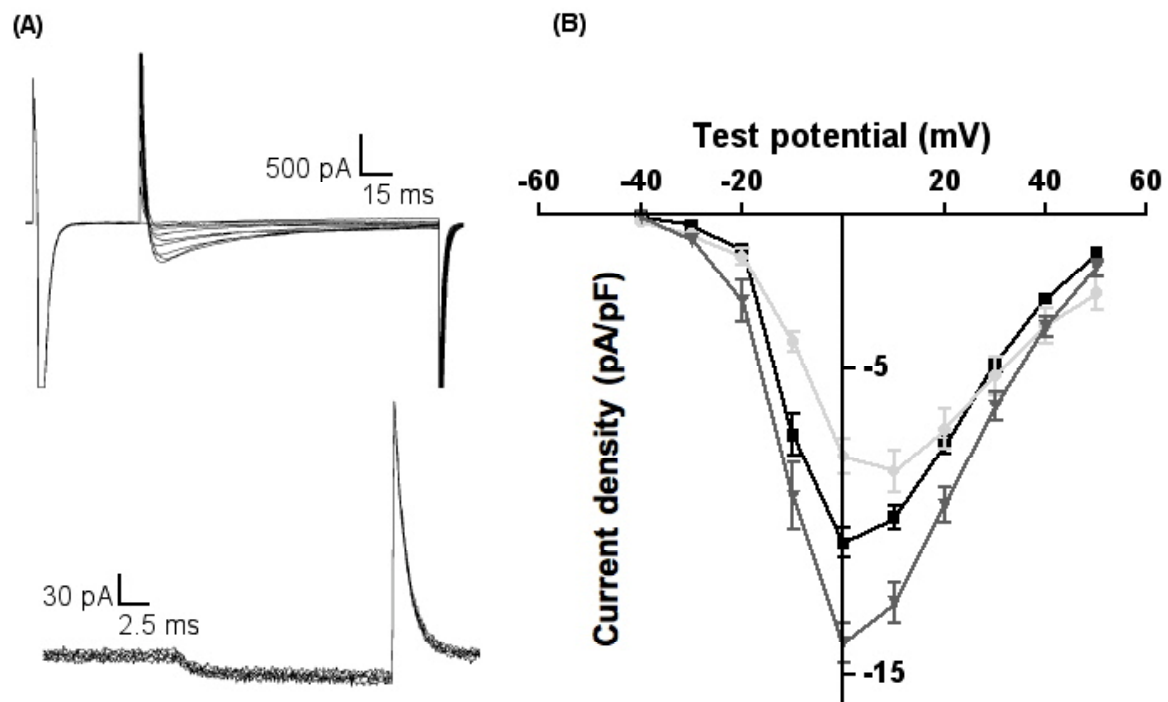 (A)
500 pA
15 ms
30 pA
2.5 ms
(B)
Test potential (mV)
-60 -40 -20 20 40 60
Current density (pA/pF)
-5
-15